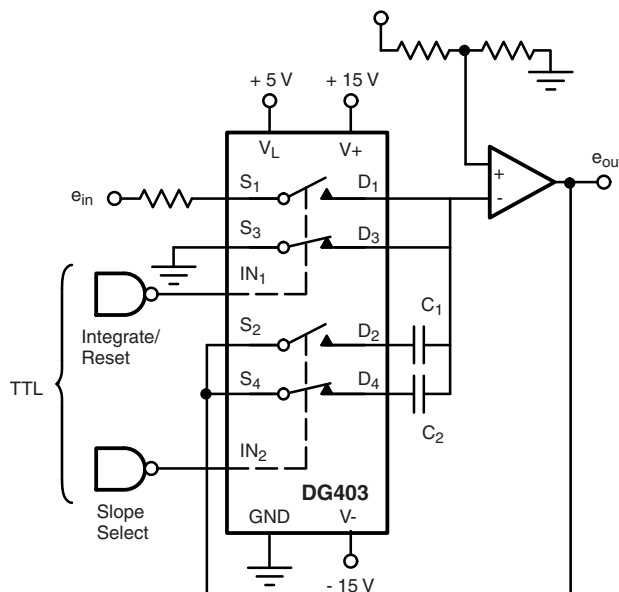 + 5 V
+ 15 V
VL
V+
eout
ein
S1
D1
+
-
S3
D3
IN1
C1
Integrate/
Reset
S2
D2
TTL
S4
D4
C2
IN2
DG403
Slope
Select
GND
V-
- 15 V